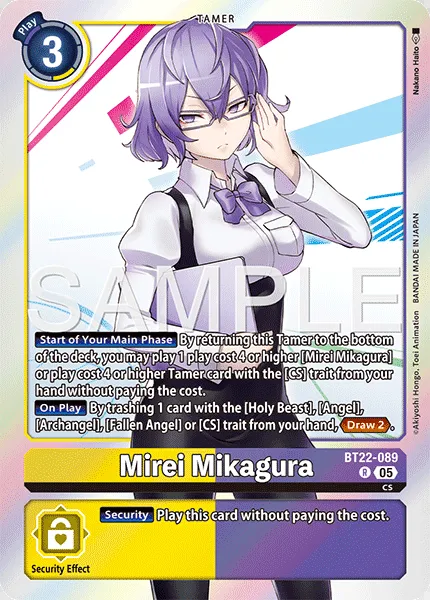 TAMER
Play
3
Nakano Haito
SAMPLE
Start of Your Main Phase By returning this Tamer to the bottom
of the deck, you may play 1 play cost 4 or higher [Mirei Mikagura]
or play cost 4 or higher Tamer card with the [CS] trait from your
hand without paying the cost.
On Play By trashing 1 card with the [Holy Beast], [Angel],
[Archangel], [Fallen Angel] or [CS] trait from your hand, Draw 2.
©Akiyoshi Hongo, Toei Animation BANDAI MADE IN JAPAN
Mirei Mikagura
BT22-089
R 05
CS
Security Play this card without paying the cost.
Security Effect